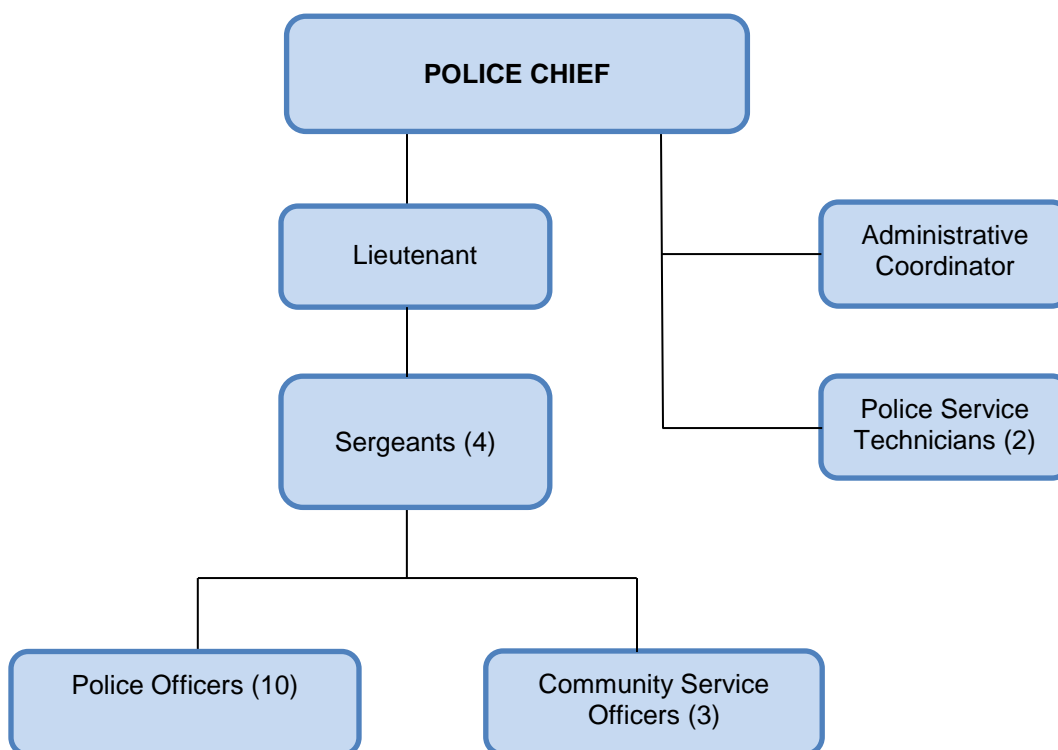 POLICE CHIEF
Lieutenant
Administrative
Coordinator
Sergeants (4)
Police Service
Technicians (2)
Police Officers (10)
Community Service
Officers (3)